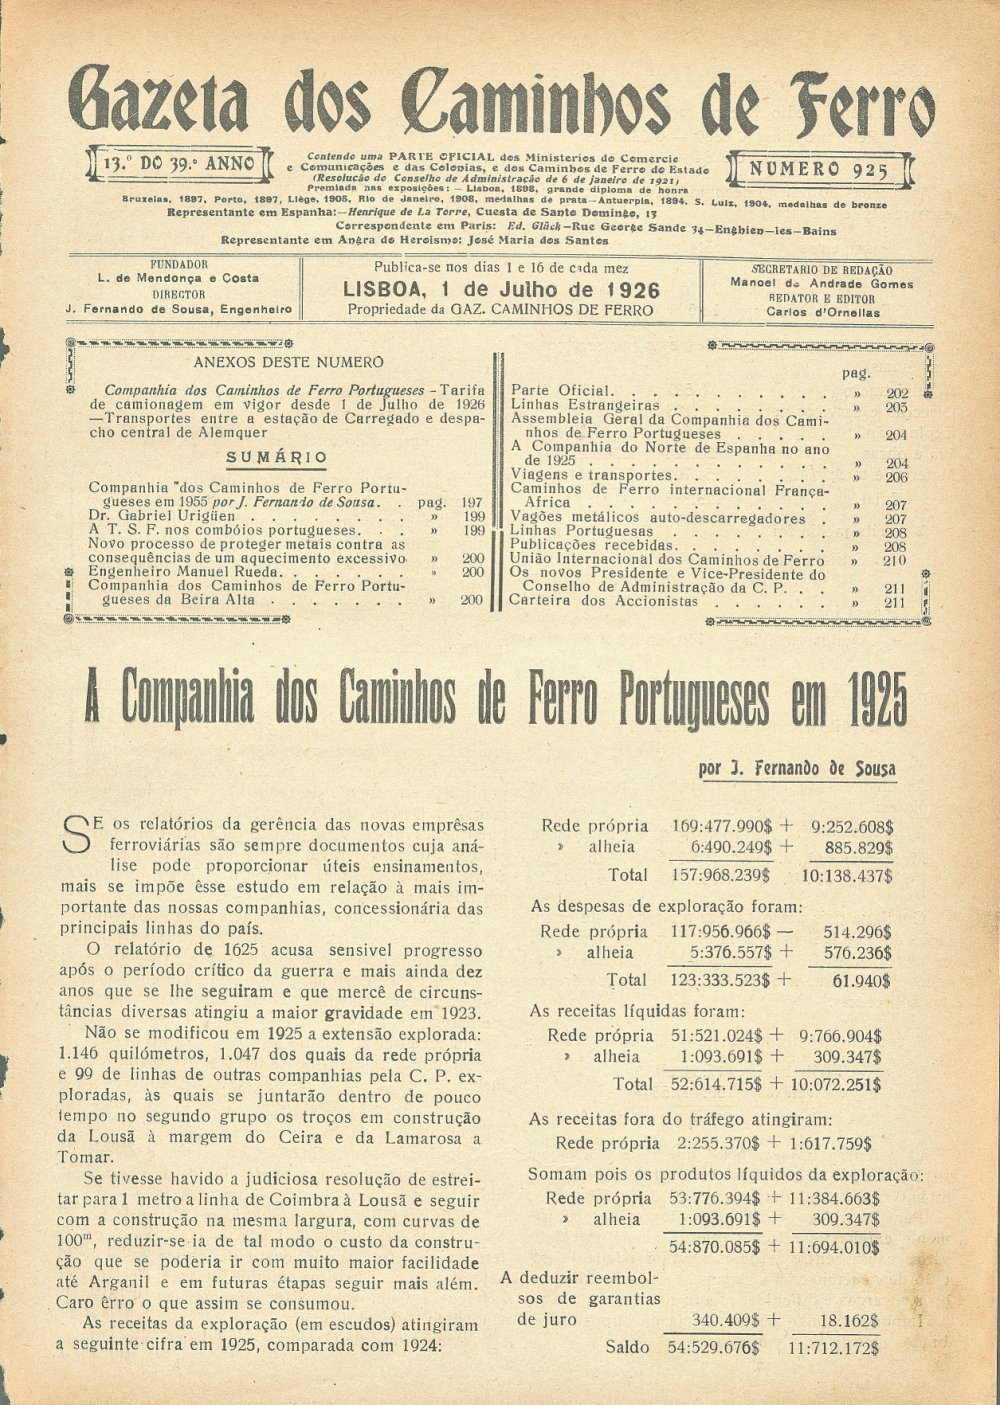 Gazeta dos Caminhos de Ferro
13.º DO 39.º ANNO
Contendo uma PARTE OFICIAL dos Ministerios do Comercio
e Comunicações e das Colonias, e dos Caminhos de Ferro do Estado
(Resolução do Conselho de Administração de 6 de janeiro de 1921)
Premiada nas exposições: — Lisboa, 1898, grande diploma de honra
Bruxelas, 1897, Porto, 1897, Liège, 1905, Rio de Janeiro, 1908, medalhas de prata—Antuerpia, 1894. S. Luiz, 1904, medalhas de bronze
Representante em Espanha:—Henrique de La Torre, Cuesta de Santo Domingo, 13
Correspondente em Paris: Ed. Glück—Rue George Sande 34—Enghien—les—Bains
Representante em Angra do Heroismo: José Maria dos Santos
NUMERO 925
FUNDADOR
L. de Mendonça e Costa
DIRECTOR
J. Fernando de Sousa, Engenheiro
Publica-se nos dias 1 e 16 de cada mez
LISBOA, 1 de Julho de 1926
Propriedade da GAZ. CAMINHOS DE FERRO
SECRETARIO DE REDAÇÃO
Manoel de Andrade Gomes
REDATOR E EDITOR
Carlos d'Ornellas
ANEXOS DESTE NUMERO
Companhia dos Caminhos de Ferro Portugueses – Tarifa
de camionagem em vigor desde 1 de Julho de 1926
—Transportes entre a estação de Carregado e despa-
cho central de Alemquer
SUMÁRIO
Companhia dos Caminhos de Ferro Portu-
gueses em 1955 por J. Fernando de Sousa. . pag. 197
Dr. Gabriel Urigüen . . . . . . . . » 199
A T. S. F. nos combóios portugueses. . . » 199
Novo processo de proteger metais contra as
consequências de um aquecimento excessivo » 200
Engenheiro Manuel Rueda. . . . . . . » 200
Companhia dos Caminhos de Ferro Portu-
gueses da Beira Alta . . . . . . . » 200
pag.
Parte Oficial. . . . . . . . . . . » 202
Linhas Estrangeiras . . . . . . . . » 203
Assembleia Geral da Companhia dos Cami-
nhos de Ferro Portugueses . . . . . » 204
A Companhia do Norte de Espanha no ano
de 1925 . . . . . . . . . . . . » 204
Viagens e transportes. . . . . . . . » 206
Caminhos de Ferro internacional França-
Africa . . . . . . . . . . . . » 207
Vagões metálicos auto-descarregadores . » 207
Linhas Portuguesas . . . . . . . . » 208
Publicações recebidas. . . . . . . . » 208
União Internacional dos Caminhos de Ferro » 210
Os novos Presidente e Vice-Presidente do
Conselho de Administração da C. P. . . » 211
Carteira dos Accionistas . . . . . . » 211
A Companhia dos Caminhos de Ferro Portugueses em 1925
por J. Fernando de Sousa
SE os relatórios da gerência das novas emprêsas
ferroviárias são sempre documentos cuja aná-
lise pode proporcionar úteis ensinamentos,
mais se impõe êsse estudo em relação à mais im-
portante das nossas companhias, concessionária das
principais linhas do país.
O relatório de 1625 acusa sensivel progresso
após o período crítico da guerra e mais ainda dez
anos que se lhe seguiram e que mercê de circuns-
tâncias diversas atingiu a maior gravidade em 1923.
Não se modificou em 1925 a extensão explorada:
1.146 quilómetros, 1.047 dos quais da rede própria
e 99 de linhas de outras companhias pela C. P. ex-
ploradas, às quais se juntarão dentro de pouco
tempo no segundo grupo os troços em construção
da Lousã à margem do Ceira e da Lamarosa a
Tomar.
Se tivesse havido a judiciosa resolução de estrei-
tar para 1 metro a linha de Coimbra à Lousã e seguir
com a construção na mesma largura, com curvas de
100m, reduzir-se ia de tal modo o custo da constru-
ção que se poderia ir com muito maior facilidade
até Arganil e em futuras étapas seguir mais além.
Caro êrro o que assim se consumou.
As receitas da exploração (em escudos) atingiram
a seguinte cifra em 1925, comparada com 1924:
Rede própria 169:477.990$ + 9:252.608$
» alheia 6:490.249$ + 885.829$
Total 157:968.239$ 10:138.437$
As despesas de exploração foram:
Rede própria 117:956.966$ — 514.296$
» alheia 5:376.557$ + 576.236$
Total 123:333.523$ + 61.940$
As receitas líquidas foram:
Rede própria 51:521.024$ + 9:766.904$
» alheia 1:093.691$ + 309.347$
Total 52:614.715$ + 10:072.251$
As receitas fora do tráfego atingiram:
Rede própria 2:255.370$ + 1:617.759$
Somam pois os produtos líquidos da exploração:
Rede própria 53:776.394$ + 11:384.663$
» alheia 1:093.691$ + 309.347$
54:870.085$ + 11:694.010$
A deduzir reembol-
sos de garantias
de juro 340.409$ + 18.162$
Saldo 54:529.676$ 11:712.172$